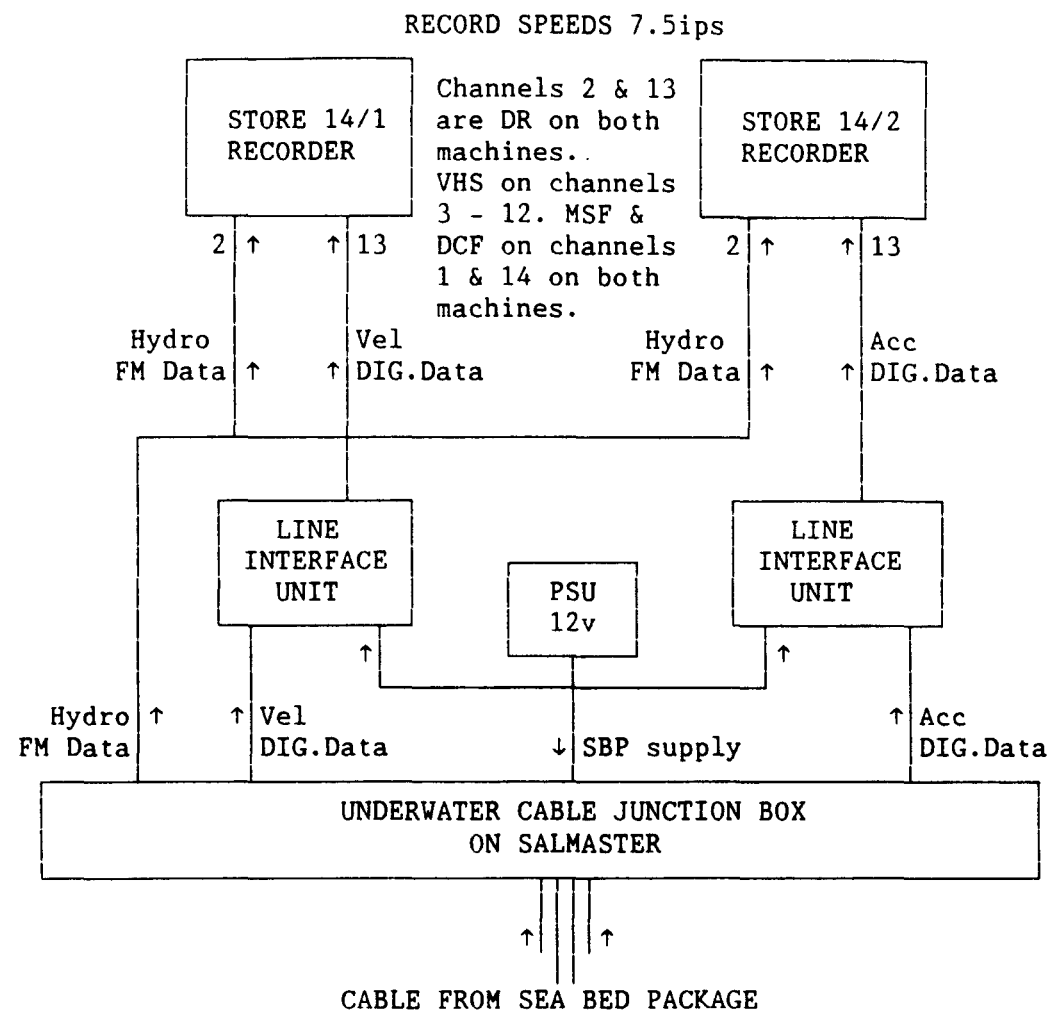 RECORD SPEEDS 7.5ips
STORE 14/1
RECORDER
Channels 2 & 13
are DR on both
machines..
VHS on channels
3 - 12. MSF &
DCF on channels
1 & 14 on both
machines.
STORE 14/2
RECORDER
2 ↑ ↑ 13
2 ↑ ↑ 13
Hydro
FM Data ↑
Vel
↑ DIG.Data
Hydro
FM Data ↑
Acc
↑ DIG.Data
LINE
INTERFACE
UNIT
PSU
12v
LINE
INTERFACE
UNIT
↑
↑
Hydro ↑
FM Data
↑ Vel
DIG.Data
↓ SBP supply
↑ Acc
DIG.Data
UNDERWATER CABLE JUNCTION BOX
ON SALMASTER
↑ ↑
CABLE FROM SEA BED PACKAGE